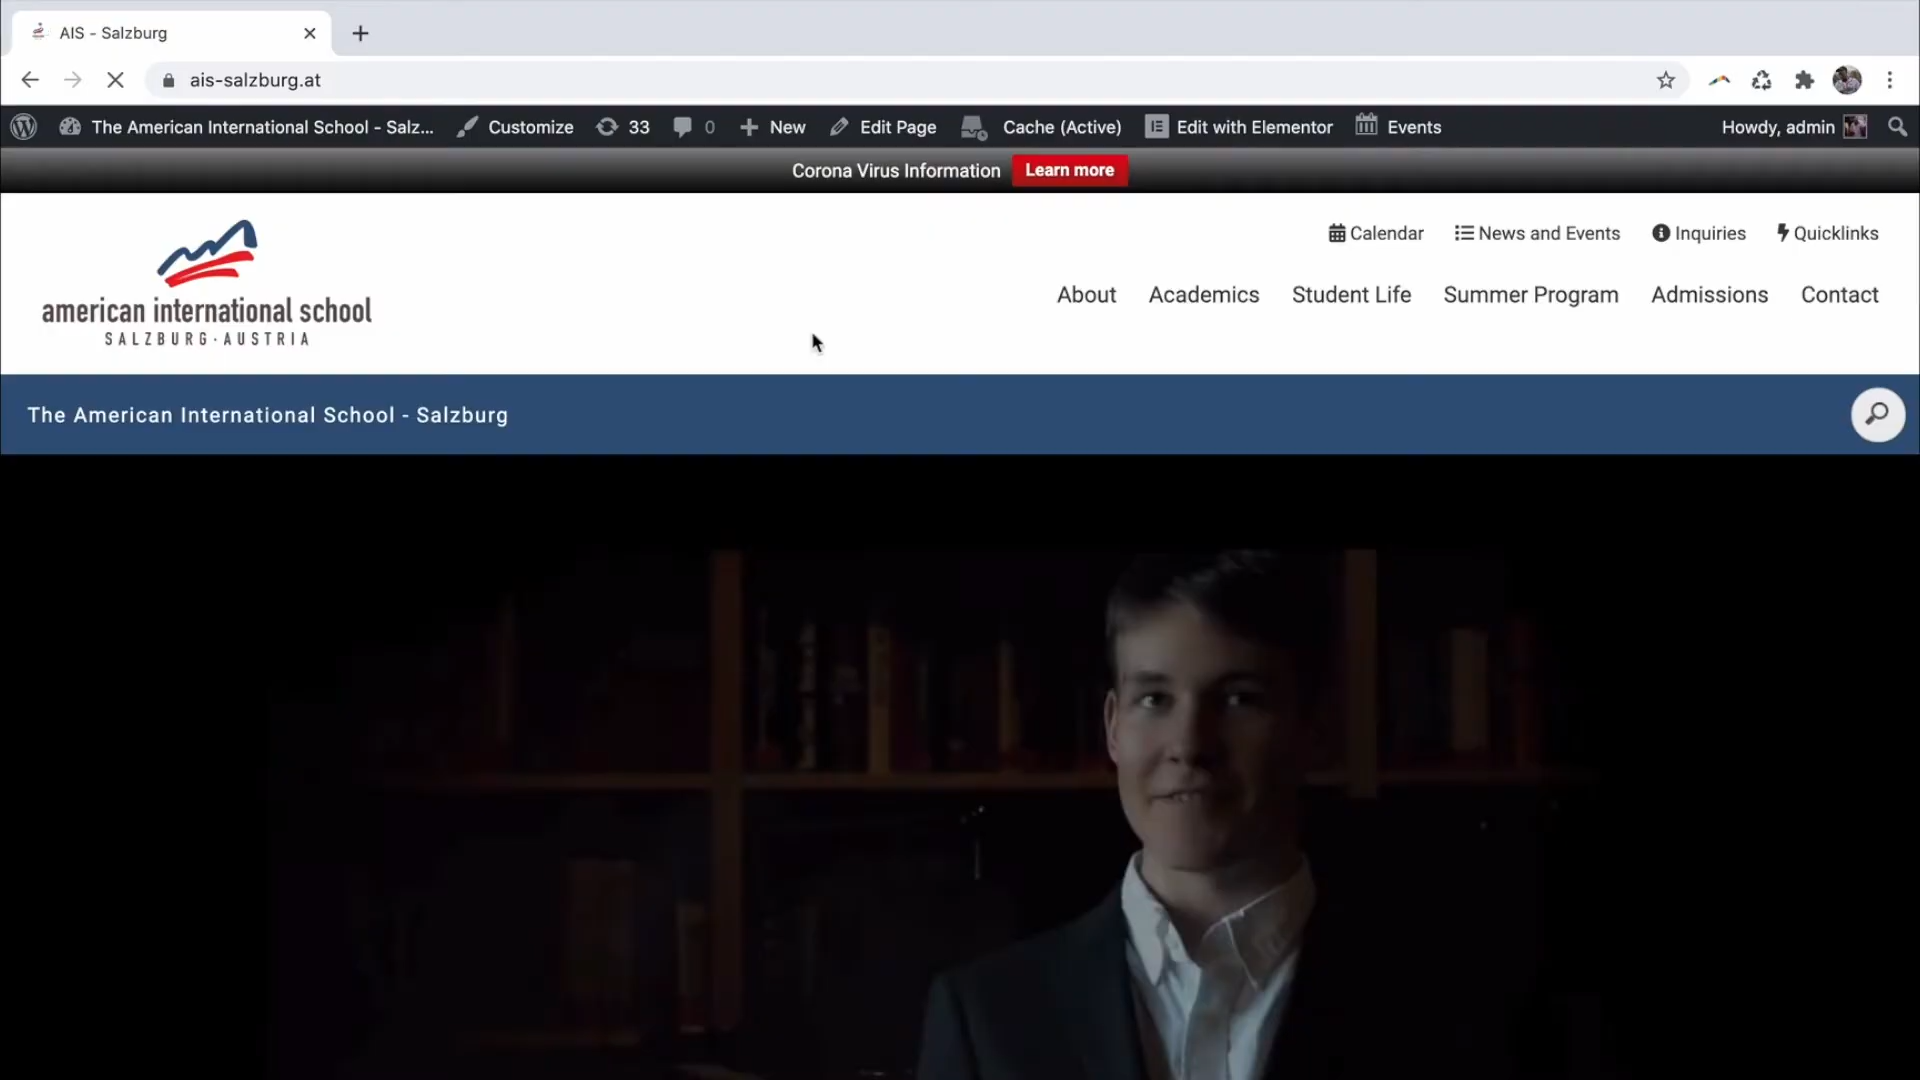 AIS - Salzburg
ais-salzburg.at
The American International School - Salz... Customize 33 0 New Edit Page Cache (Active) Edit with Elementor Events Howdy, admin
Corona Virus Information Learn more
Calendar News and Events Inquiries Quicklinks
american international school
SALZBURG·AUSTRIA
About Academics Student Life Summer Program Admissions Contact
The American International School - Salzburg